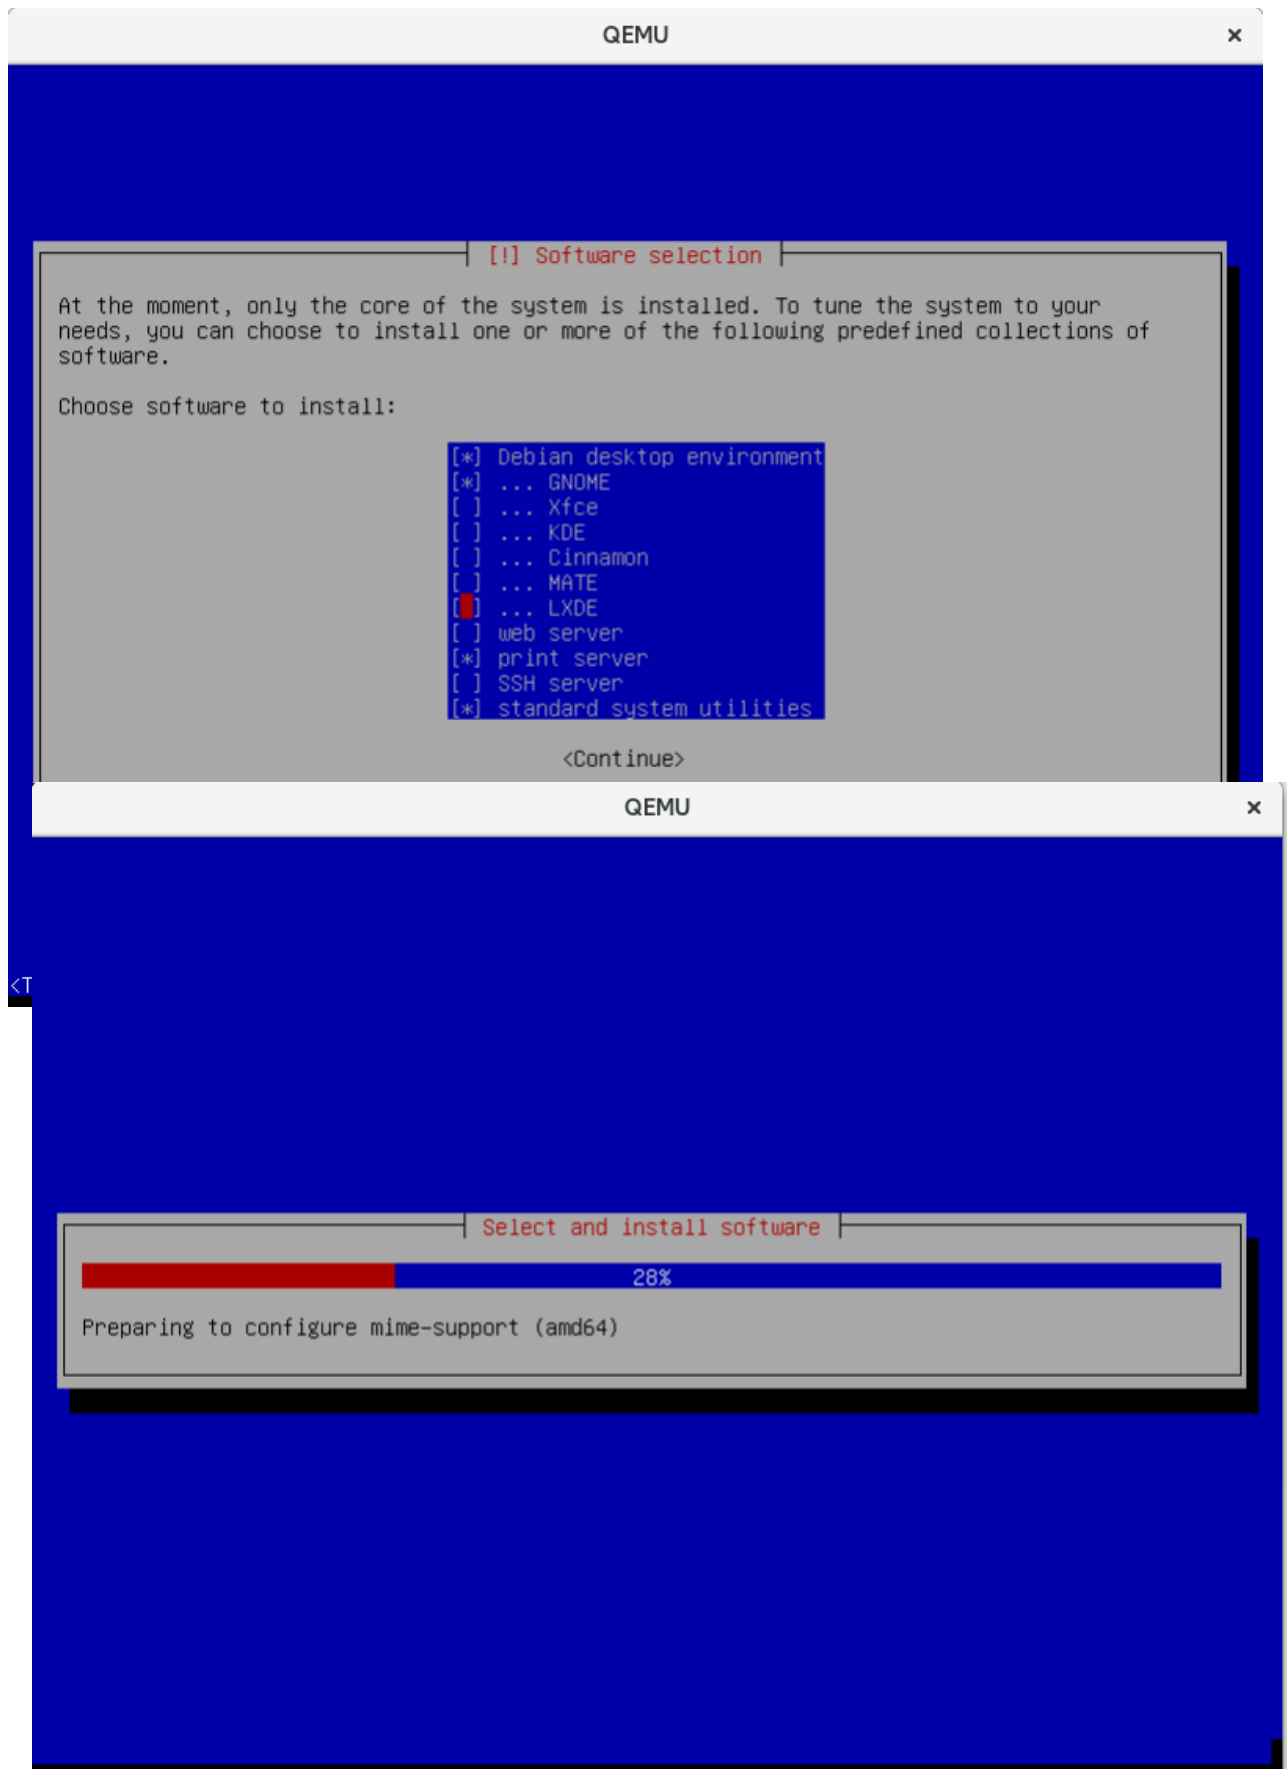 QEMU ×
[!] Software selection
At the moment, only the core of the system is installed. To tune the system to your
needs, you can choose to install one or more of the following predefined collections of
software.
Choose software to install:
[*] Debian desktop environment
[*] ... GNOME
[ ] ... Xfce
[ ] ... KDE
[ ] ... Cinnamon
[ ] ... MATE
[ ] ... LXDE
[ ] web server
[*] print server
[ ] SSH server
[*] standard system utilities
<Continue>
<T
QEMU ×
Select and install software
28%
Preparing to configure mime-support (amd64)